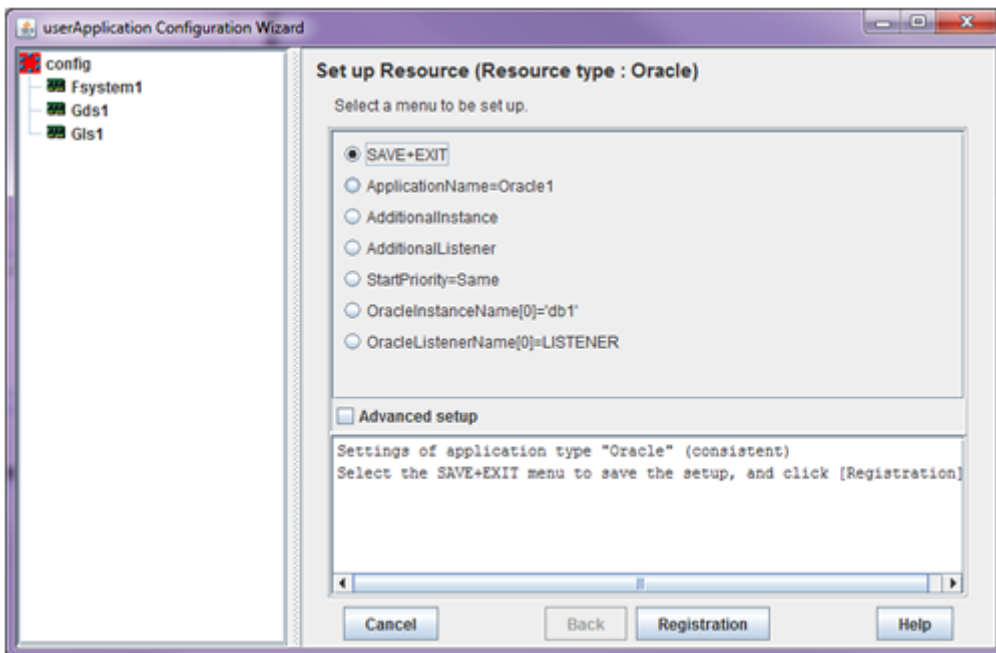 userApplication Configuration Wizard
config
Fsystem1
Gds1
Gls1
Set up Resource (Resource type : Oracle)
Select a menu to be set up.
SAVE+EXIT
ApplicationName=Oracle1
AdditionalInstance
AdditionalListener
StartPriority=Same
OracleInstanceName[0]='db1'
OracleListenerName[0]=LISTENER
Advanced setup
Settings of application type "Oracle" (consistent)
Select the SAVE+EXIT menu to save the setup, and click [Registration]
Cancel Back Registration Help